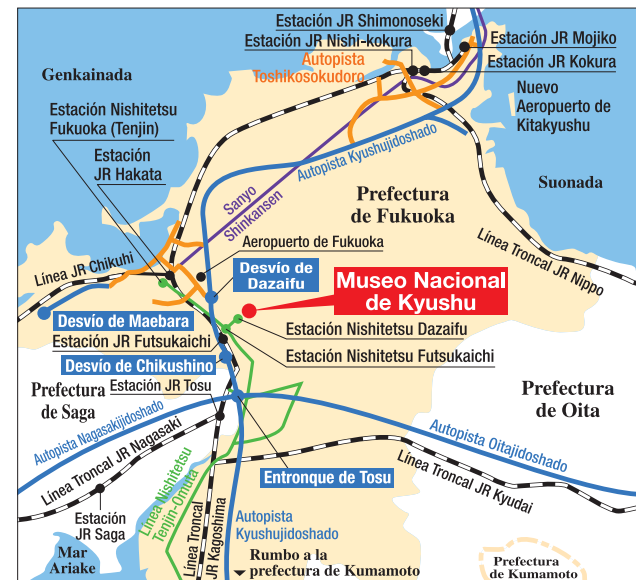 Estación JR Shimonoseki
Estación JR Nishi-kokura
Estación JR Mojiko
Autopista
Toshikosokudoro
Estación JR Kokura
Genkainada
Nuevo
Aeropuerto de
Kitakyushu
Estación Nishitetsu
Fukuoka (Tenjin)
Estación
JR Hakata
Autopista Kyushujidoshado
Sanyo
Shinkansen
Suonada
Prefectura
de Fukuoka
Línea JR Chikuhi
Aeropuerto de Fukuoka
Línea Troncal JR Nippo
Desvío de
Dazaifu
Museo Nacional
de Kyushu
Desvío de Maebara
Estación Nishitetsu Dazaifu
Estación JR Futsukaichi
Estación Nishitetsu Futsukaichi
Desvío de Chikushino
Prefectura
de Saga
Estación JR Tosu
Prefectura
de Oita
Autopista Nagasakijidoshado
Autopista Oitajidoshado
Línea Troncal JR Nagasaki
Entronque de Tosu
Línea Troncal JR Kyudai
Línea Nishitetsu
Tenjin-Omuta
Estación
JR Saga
Línea Troncal
JR Kagoshima
Autopista
Kyushujidoshado
Mar
Ariake
Rumbo a la
prefectura de Kumamoto
Prefectura
de Kumamoto